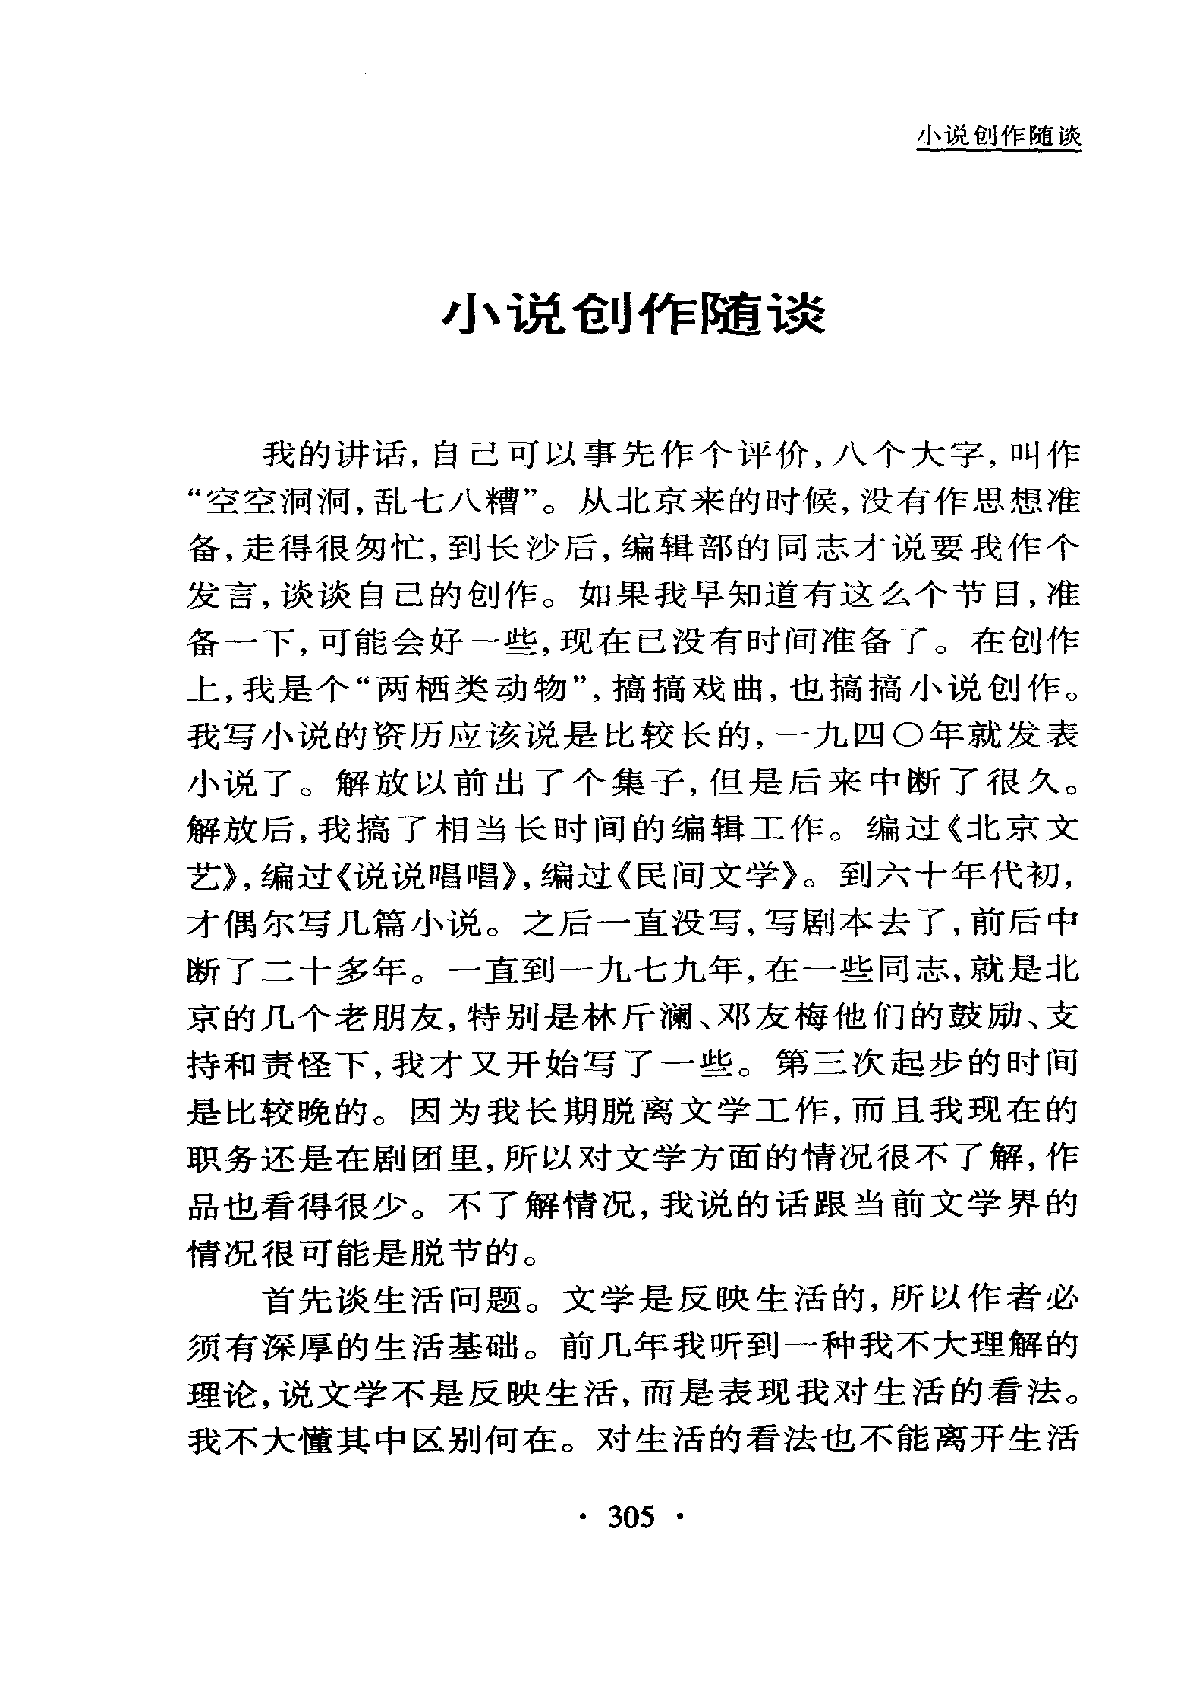 小说创作随谈
小说创作随谈
我的讲话,自己可以事先作个评价,八个大字,叫作
“空空洞洞,乱七八糟”。从北京来的时候,没有作思想准
备,走得很匆忙,到长沙后,编辑部的同志才说要我作个
发言,谈谈自己的创作。如果我早知道有这么个节目,准
备一下,可能会好一些,现在已没有时间准备了。在创作
上,我是个“两栖类动物”,搞搞戏曲,也搞搞小说创作。
我写小说的资历应该说是比较长的,一九四〇年就发表
小说了。解放以前出了个集子,但是后来中断了很久。
解放后,我搞了相当长时间的编辑工作。编过《北京文
艺》,编过《说说唱唱》,编过《民间文学》。到六十年代初,
才偶尔写几篇小说。之后一直没写,写剧本去了,前后中
断了二十多年。一直到一九七九年,在一些同志,就是北
京的几个老朋友,特别是林斤澜、邓友梅他们的鼓励、支
持和责怪下,我才又开始写了一些。第三次起步的时间
是比较晚的。因为我长期脱离文学工作,而且我现在的
职务还是在剧团里,所以对文学方面的情况很不了解,作
品也看得很少。不了解情况,我说的话跟当前文学界的
情况很可能是脱节的。
首先谈生活问题。文学是反映生活的,所以作者必
须有深厚的生活基础。前几年我听到一种我不大理解的
理论,说文学不是反映生活,而是表现我对生活的看法。
我不大懂其中区别何在。对生活的看法也不能离开生活
· 305 ·